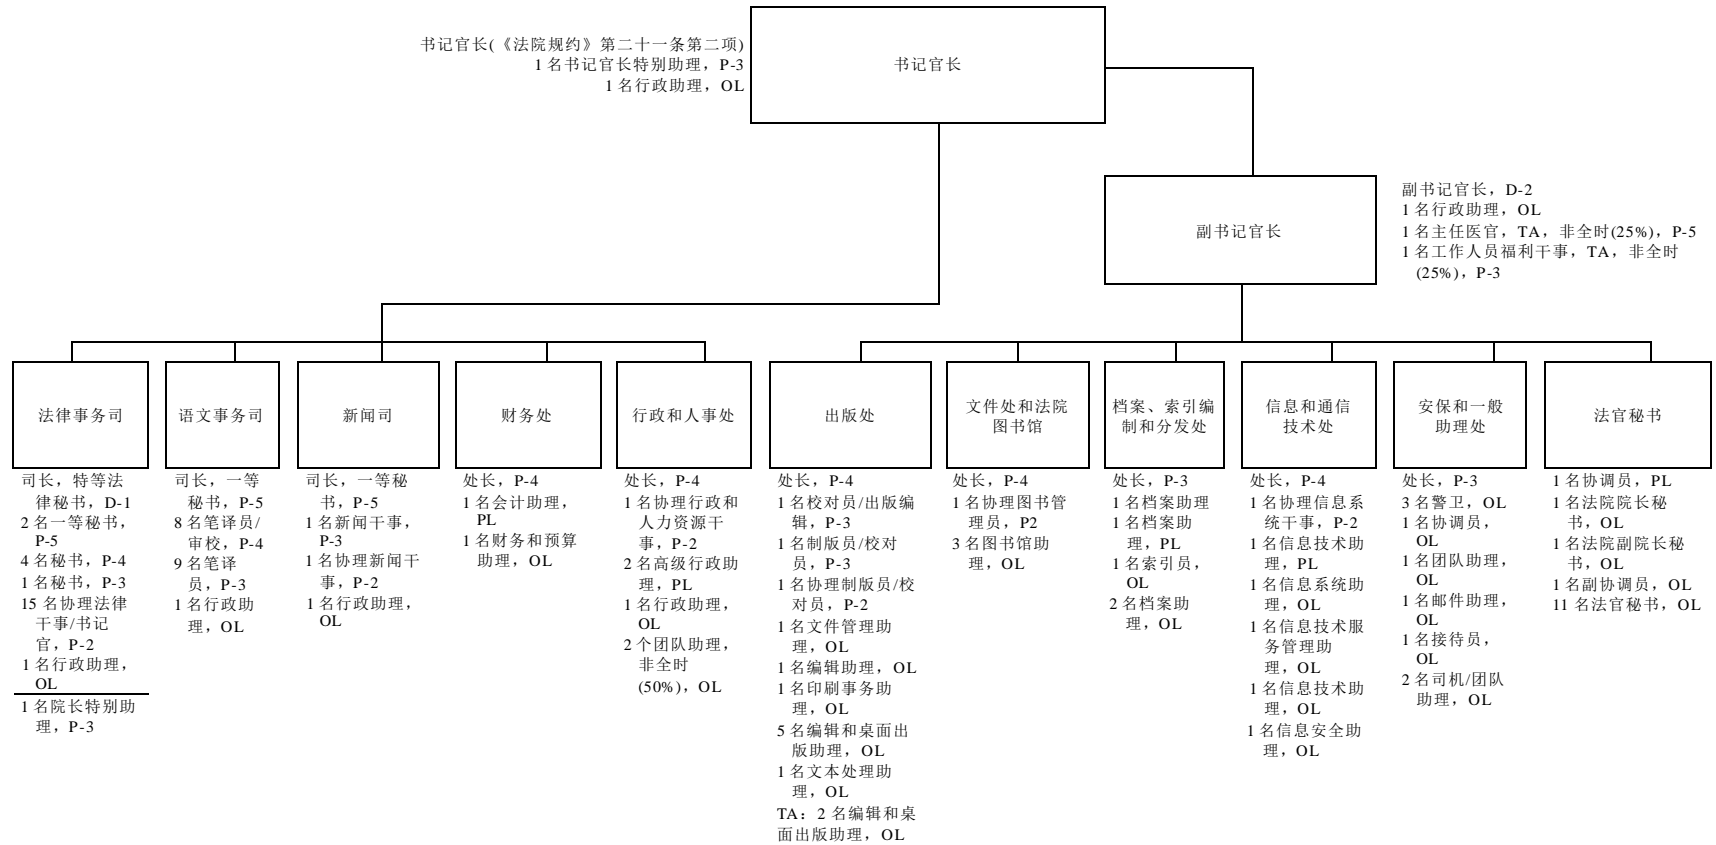 书记官长(《法院规约》第二十一条第二项)
1 名书记官长特别助理，P-3
1 名行政助理，OL
书记官长
副书记官长
副书记官长，D-2
1 名行政助理，OL
1 名主任医官，TA，非全时(25%)，P-5
1 名工作人员福利干事，TA，非全时
(25%)，P-3
法律事务司
司长，特等法
律秘书，D-1
2 名一等秘书，
P-5
4 名秘书，P-4
1 名秘书，P-3
15 名协理法律
干事/书记
官，P-2
1 名行政助理，
OL
1 名院长特别助
理，P-3
语文事务司
司长，一等
秘书，P-5
8 名笔译员/
审校，P-4
9 名笔译
员，P-3
1 名行政助
理，OL
新闻司
司长，一等秘
书，P-5
1 名新闻干事，
P-3
1 名协理新闻干
事，P-2
1 名行政助理，
OL
财务处
处长，P-4
1 名会计助理，
PL
1 名财务和预算
助理，OL
行政和人事处
处长，P-4
1 名协理行政和
人力资源干
事，P-2
2 名高级行政助
理，PL
1 名行政助理，
OL
2 个团队助理，
非全时
(50%)，OL
出版处
处长，P-4
1 名校对员/出版编
辑，P-3
1 名制版员/校对
员，P-3
1 名协理制版员/校
对员，P-2
1 名文件管理助
理，OL
1 名编辑助理，OL
1 名印刷事务助
理，OL
5 名编辑和桌面出
版助理，OL
1 名文本处理助
理，OL
TA：2 名编辑和桌
面出版助理，OL
文件处和法院
图书馆
处长，P-4
1 名协理图书管
理员，P2
3 名图书馆助
理，OL
档案、索引编
制和分发处
处长，P-3
1 名档案助理
1 名档案助
理，PL
1 名索引员，
OL
2 名档案助
理，OL
信息和通信
技术处
处长，P-4
1 名协理信息系
统干事，P-2
1 名信息技术助
理，PL
1 名信息系统助
理，OL
1 名信息技术服
务管理助
理，OL
1 名信息技术助
理，OL
1 名信息安全助
理，OL
安保和一般
助理处
处长，P-3
3 名警卫，OL
1 名协调员，
OL
1 名团队助理，
OL
1 名邮件助理，
OL
1 名接待员，
OL
2 名司机/团队
助理，OL
法官秘书
1 名协调员，PL
1 名法院院长秘
书，OL
1 名法院副院长秘
书，OL
1 名副协调员，OL
11 名法官秘书，OL